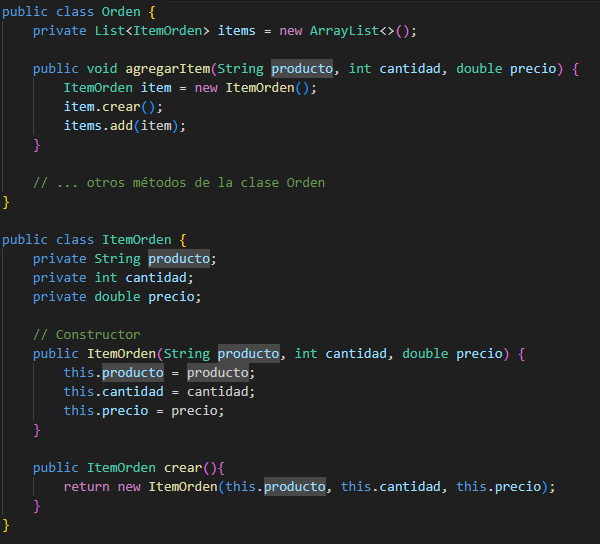 public class Orden {
    private List<ItemOrden> items = new ArrayList<>();
    public void agregarItem(String producto, int cantidad, double precio) {
        ItemOrden item = new ItemOrden();
        item.crear();
        items.add(item);
    }
    // ... otros métodos de la clase Orden
}
public class ItemOrden {
    private String producto;
    private int cantidad;
    private double precio;
    // Constructor
    public ItemOrden(String producto, int cantidad, double precio) {
        this.producto = producto;
        this.cantidad = cantidad;
        this.precio = precio;
    }
    public ItemOrden crear(){
        return new ItemOrden(this.producto, this.cantidad, this.precio);
    }
}